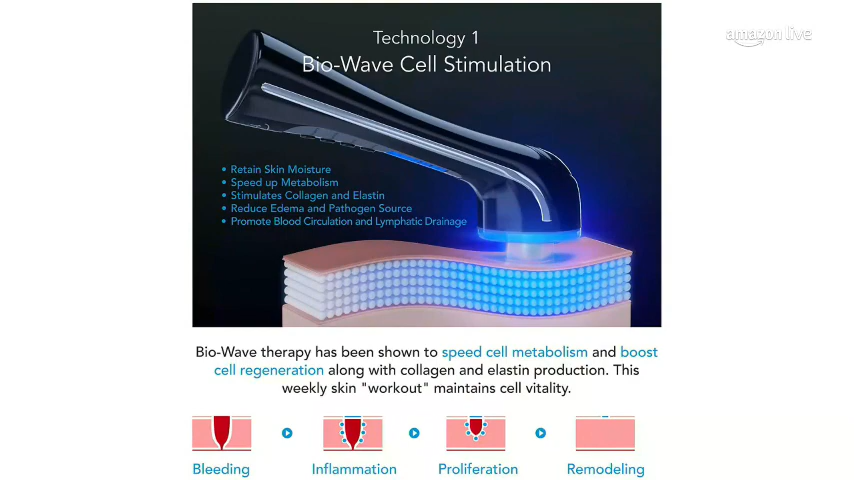 amazon live
Technology 1
Bio-Wave Cell Stimulation
• Retain Skin Moisture
• Speed up Metabolism
• Stimulates Collagen and Elastin
• Reduce Edema and Pathogen Source
• Promote Blood Circulation and Lymphatic Drainage
Bio-Wave therapy has been shown to speed cell metabolism and boost
cell regeneration along with collagen and elastin production. This
weekly skin "workout" maintains cell vitality.
Bleeding Inflammation Proliferation Remodeling